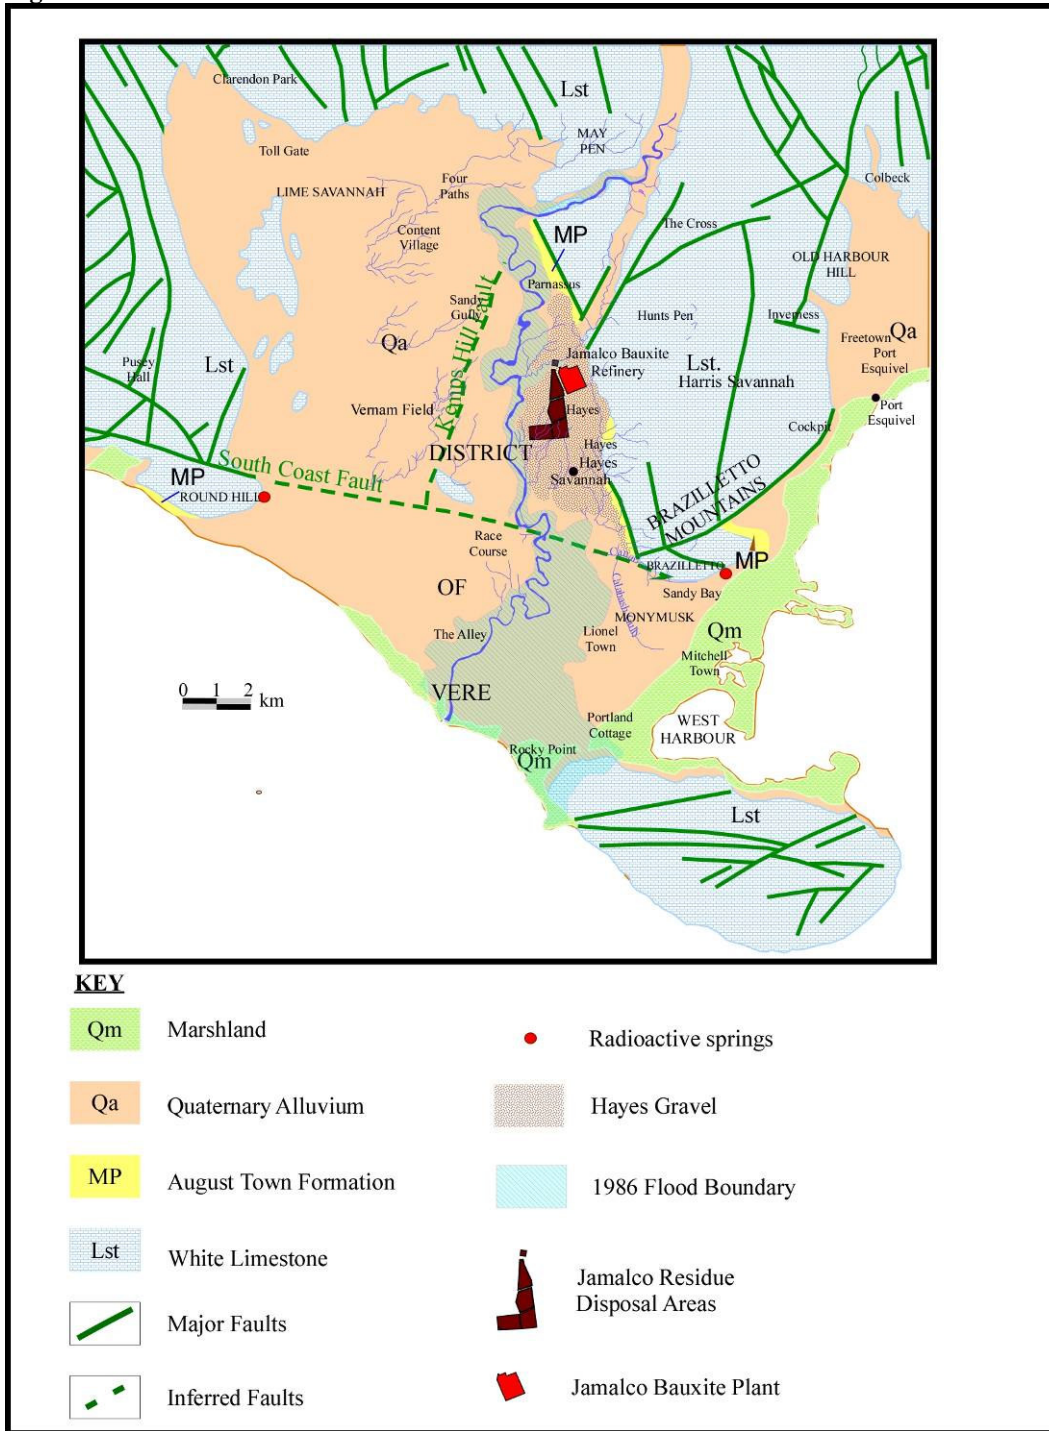 Clarendon Park
Lst
MAY
PEN
Toll Gate
Colbeck
LIME SAVANNAH
Four
Paths
The Cross
Content
Village
MP
OLD HARBOUR
HILL
Parnassus
Sandy
Gully
Kemps Hill Fault
Hunts Pen
Inverness
Qa
Qa
Freetown
Port
Esquivel
Pusey
Hall
Lst
Jamalco Bauxite
Refinery
Lst.
Harris Savannah
Vernam Field
Hayes
Port
Esquivel
Cockpit
DISTRICT
Hayes
South Coast Fault
Hayes
Savannah
BRAZILLETTO
MOUNTAINS
MP
ROUND HILL
Race
Course
BRAZILLETTO
MP
OF
Sandy Bay
MONYMUSK
The Alley
Lionel
Town
Qm
Mitchell
Town
0 1 2
km
VERE
Portland
Cottage
WEST
HARBOUR
Rocky Point
Qm
Lst
KEY
Qm
Marshland
Radioactive springs
Qa
Quaternary Alluvium
Hayes Gravel
MP
August Town Formation
1986 Flood Boundary
Lst
White Limestone
Jamalco Residue
Disposal Areas
Major Faults
Inferred Faults
Jamalco Bauxite Plant